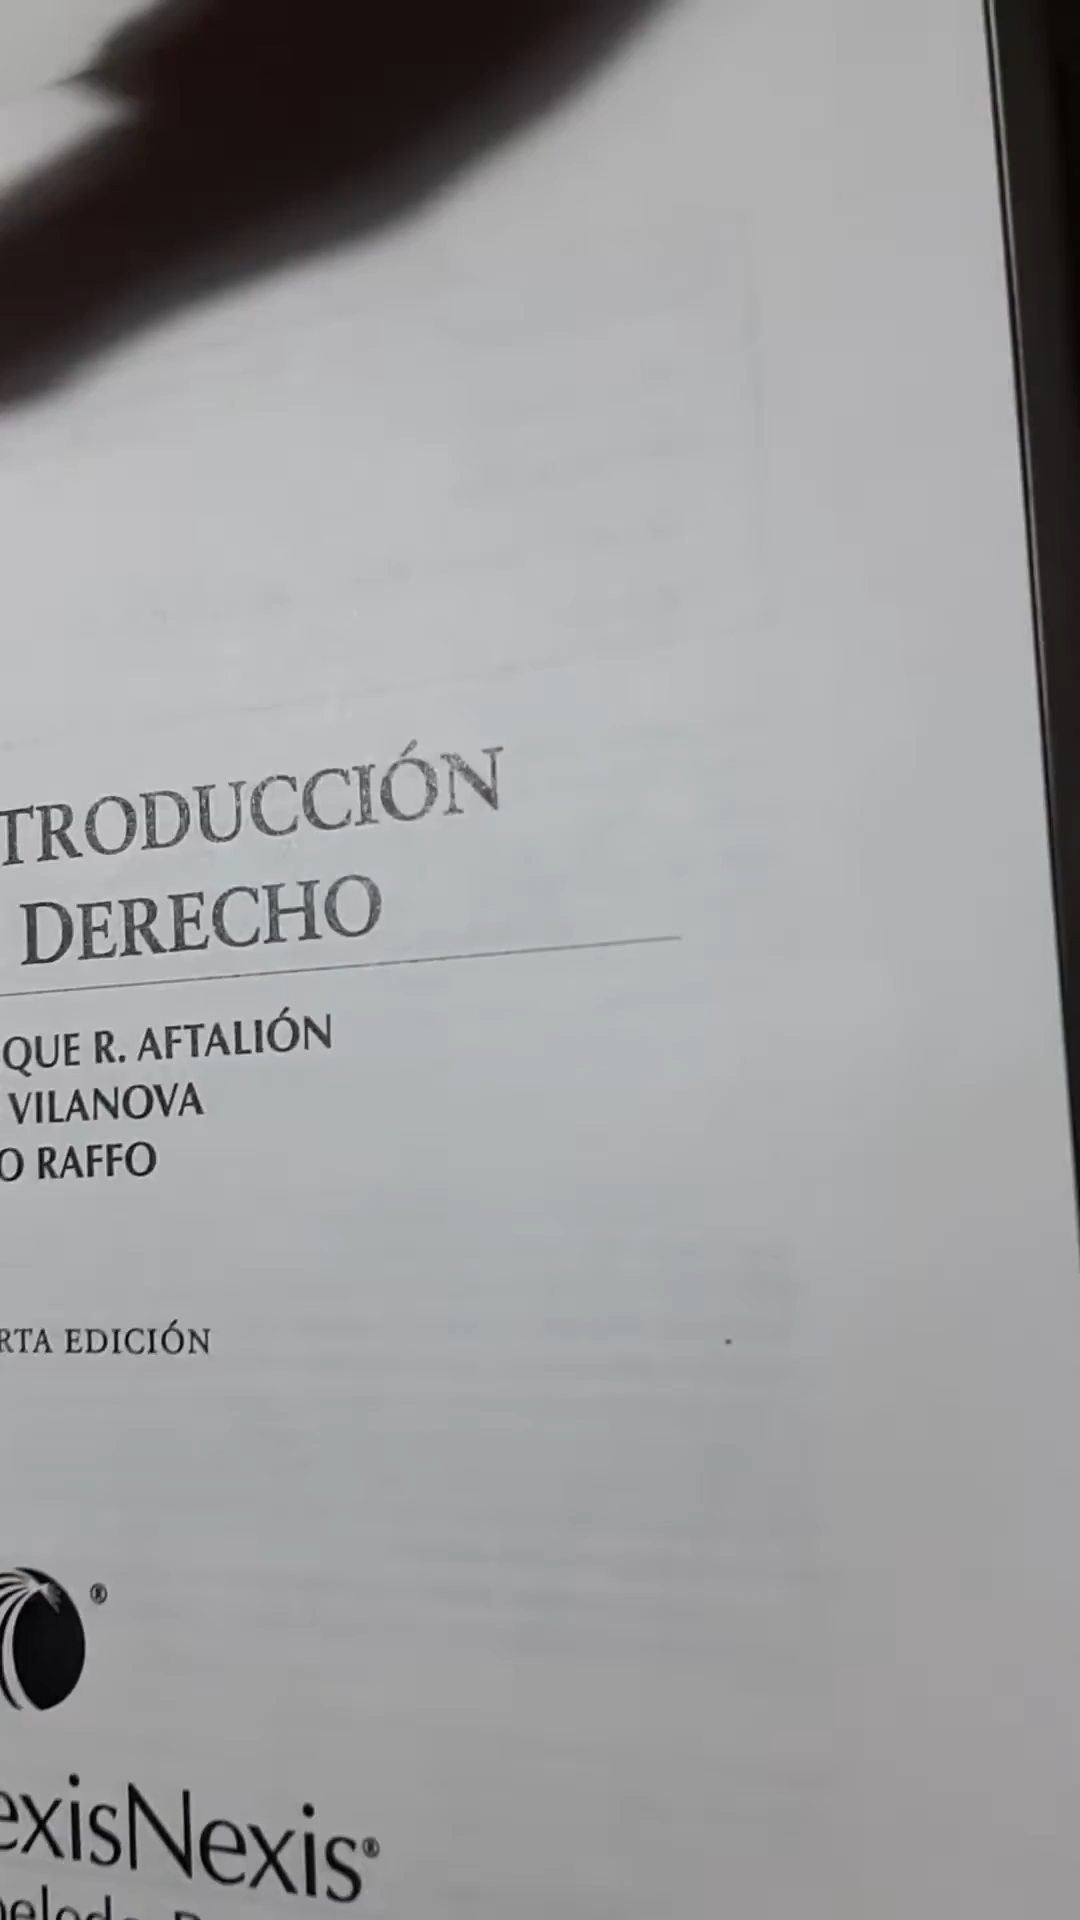 TRODUCCIÓN
DERECHO
QUE R. AFTALIÓN
VILANOVA
O RAFFO
RTA EDICIÓN
®
exisNexis®